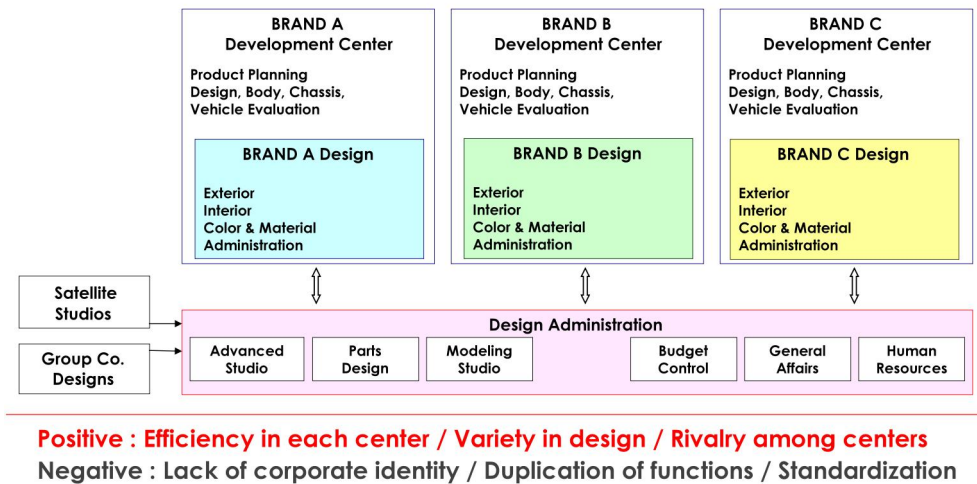 BRAND A
Development Center
Product Planning
Design, Body, Chassis,
Vehicle Evaluation
BRAND A Design
Exterior
Interior
Color & Material
Administration
BRAND B
Development Center
Product Planning
Design, Body, Chassis,
Vehicle Evaluation
BRAND B Design
Exterior
Interior
Color & Material
Administration
BRAND C
Development Center
Product Planning
Design, Body, Chassis,
Vehicle Evaluation
BRAND C Design
Exterior
Interior
Color & Material
Administration
Satellite
Studios
Group Co.
Designs
Design Administration
Advanced
Studio
Parts
Design
Modeling
Studio
Budget
Control
General
Affairs
Human
Resources
Positive : Efficiency in each center / Variety in design / Rivalry among centers
Negative : Lack of corporate identity / Duplication of functions / Standardization